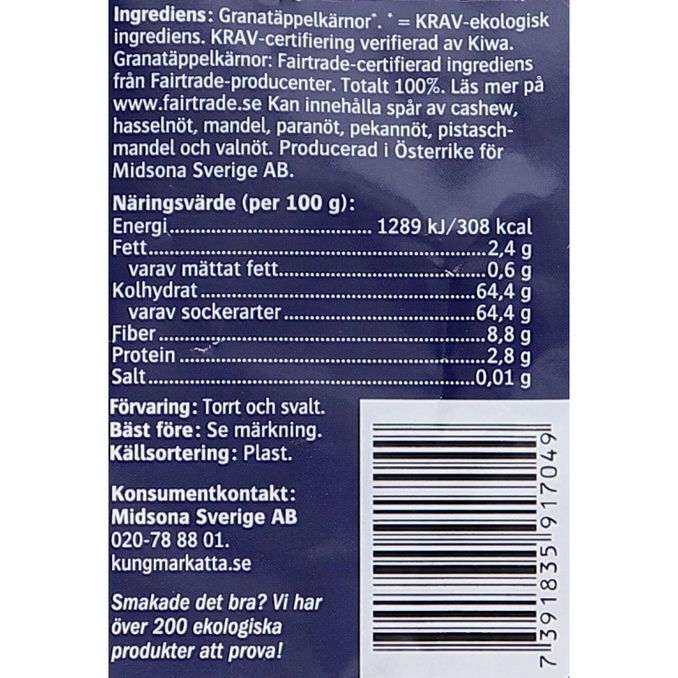 Ingrediens: Granatäppelkärnor*. * = KRAV-ekologisk
ingrediens. KRAV-certifiering verifierad av Kiwa.
Granatäppelkärnor: Fairtrade-certifierad ingrediens
från Fairtrade-producenter. Totalt 100%. Läs mer på
www.fairtrade.se Kan innehålla spår av cashew,
hasselnöt, mandel, paranöt, pekannöt, pistasch-
mandel och valnöt. Producerad i Österrike för
Midsona Sverige AB.
Näringsvärde (per 100 g):
Energi.................................. 1289 kJ/308 kcal
Fett..........................................................2,4 g
varav mättat fett...................................0,6 g
Kolhydrat..............................................64,4 g
varav sockerarter................................64,4 g
Fiber.......................................................8,8 g
Protein...................................................2,8 g
Salt.......................................................0,01 g
Förvaring: Torrt och svalt.
Bäst före: Se märkning.
Källsortering: Plast.
Konsumentkontakt:
Midsona Sverige AB
020-78 88 01.
kungmarkatta.se
Smakade det bra? Vi har
över 200 ekologiska
produkter att prova!
7 391835 917049